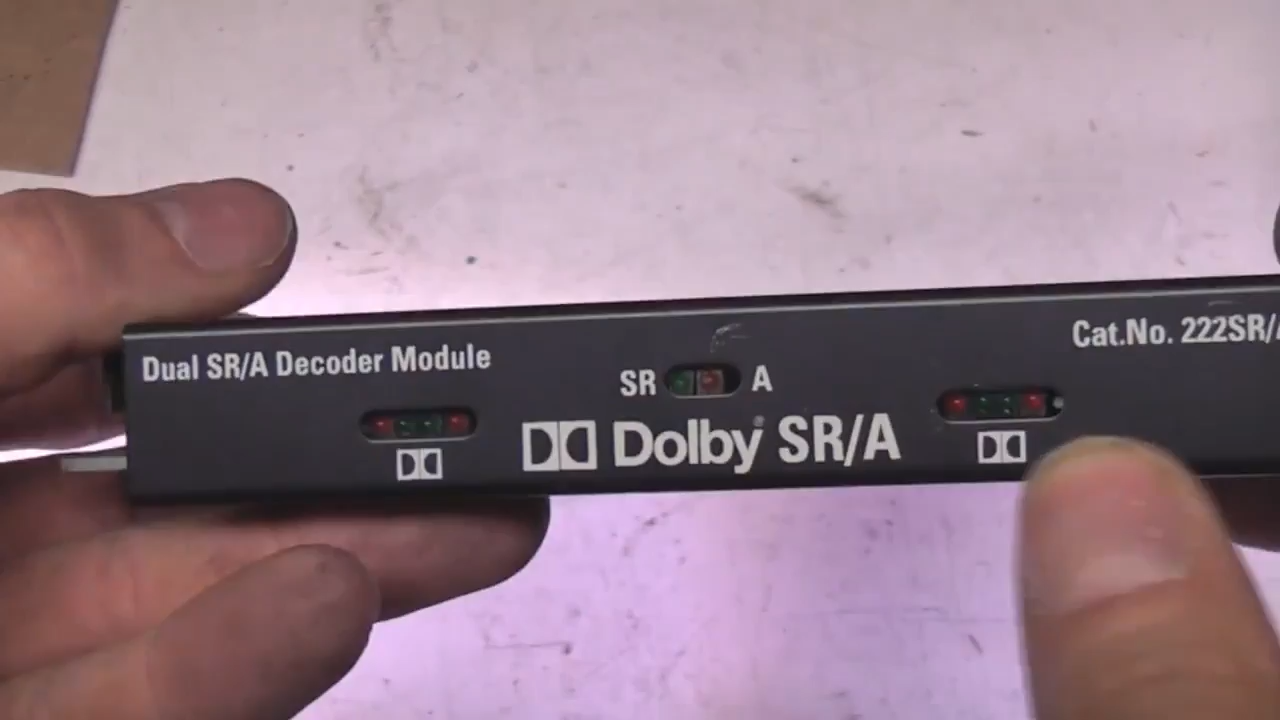 Dual SR/A Decoder Module
Cat.No. 222SR/
SR A
Dolby SR/A